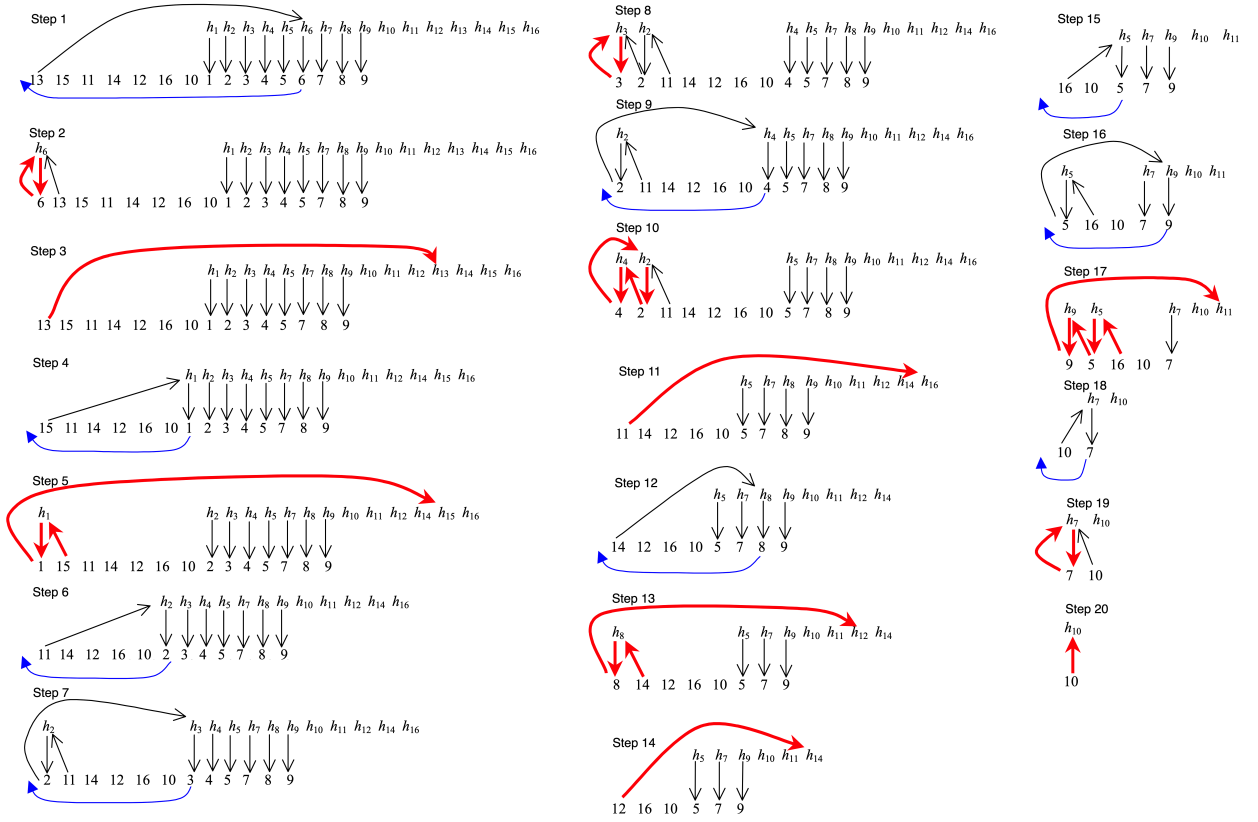 Step 1
h1 h2 h3 h4 h5 h6 h7 h8 h9 h10 h11 h12 h13 h14 h15 h16
13 15 11 14 12 16 10 1 2 3 4 5 6 7 8 9
Step 2
h6 h1 h2 h3 h4 h5 h7 h8 h9 h10 h11 h12 h13 h14 h15 h16
6 13 15 11 14 12 16 10 1 2 3 4 5 7 8 9
Step 3
h1 h2 h3 h4 h5 h7 h8 h9 h10 h11 h12 h13 h14 h15 h16
13 15 11 14 12 16 10 1 2 3 4 5 7 8 9
Step 4
h1 h2 h3 h4 h5 h7 h8 h9 h10 h11 h12 h14 h15 h16
15 11 14 12 16 10 1 2 3 4 5 7 8 9
Step 5
h1 h2 h3 h4 h5 h7 h8 h9 h10 h11 h12 h14 h15 h16
1 15 11 14 12 16 10 2 3 4 5 7 8 9
Step 6
h2 h3 h4 h5 h7 h8 h9 h10 h11 h12 h14 h16
11 14 12 16 10 2 3 4 5 7 8 9
Step 7
h2 h3 h4 h5 h7 h8 h9 h10 h11 h12 h14 h16
2 11 14 12 16 10 3 4 5 7 8 9
Step 8
h3 h2 h4 h5 h7 h8 h9 h10 h11 h12 h14 h16
3 2 11 14 12 16 10 4 5 7 8 9
Step 9
h2 h4 h5 h7 h8 h9 h10 h11 h12 h14 h16
2 11 14 12 16 10 4 5 7 8 9
Step 10
h4 h2 h5 h7 h8 h9 h10 h11 h12 h14 h16
4 2 11 14 12 16 10 5 7 8 9
Step 11
h5 h7 h8 h9 h10 h11 h12 h14 h16
11 14 12 16 10 5 7 8 9
Step 12
h5 h7 h8 h9 h10 h11 h12 h14
14 12 16 10 5 7 8 9
Step 13
h8 h5 h7 h9 h10 h11 h12 h14
8 14 12 16 10 5 7 9
Step 14
h5 h7 h9 h10 h11 h14
12 16 10 5 7 9
Step 15
h5 h7 h9 h10 h11
16 10 5 7 9
Step 16
h5 h7 h9 h10 h11
5 16 10 7 9
Step 17
h9 h5 h7 h10 h11
9 5 16 10 7
Step 18
h7 h10
10 7
Step 19
h7 h10
7 10
Step 20
h10
10